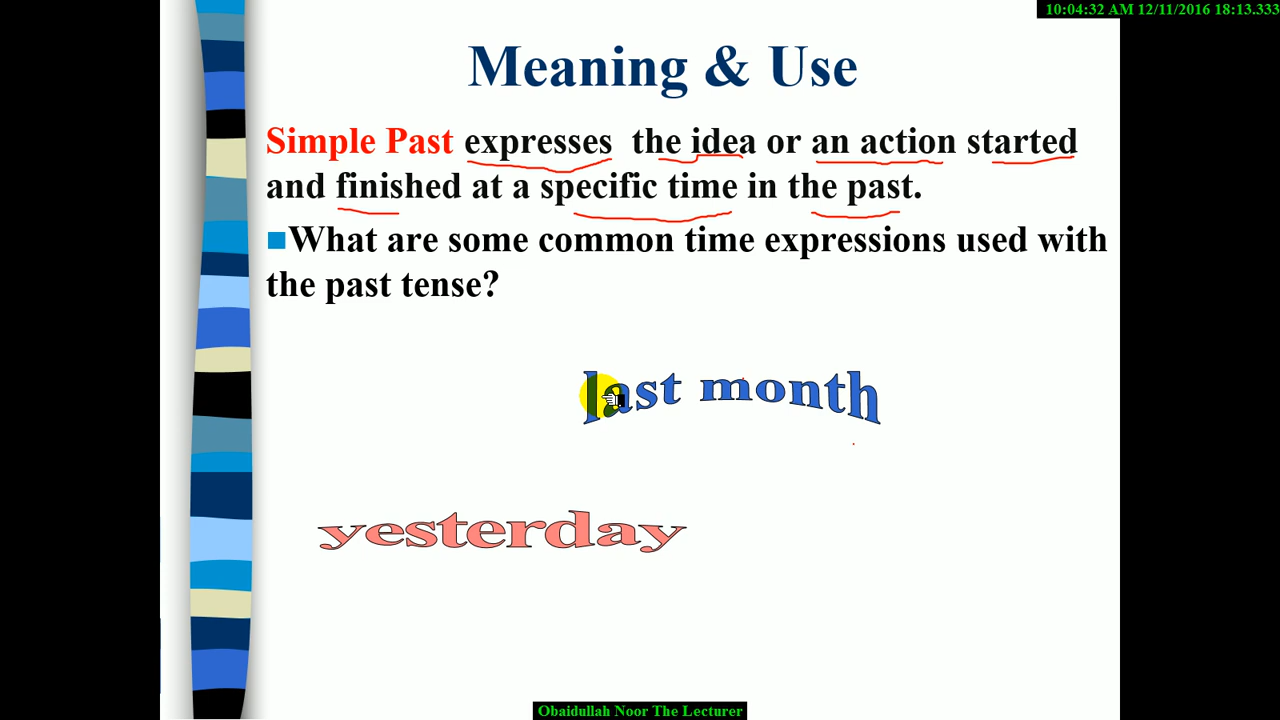 10:04:32 AM 12/11/2016 18:13.333
Meaning & Use
Simple Past expresses the idea or an action started
and finished at a specific time in the past.
What are some common time expressions used with
the past tense?
last month
yesterday
Obaidullah Noor The Lecturer